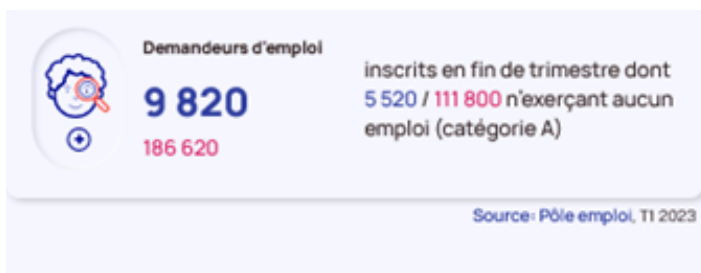 Demandeurs d'emploi
9 820
186 620
inscrits en fin de trimestre dont
5 520 / 111 800 n'exerçant aucun
emploi (catégorie A)
Source: Pôle emploi, T1 2023